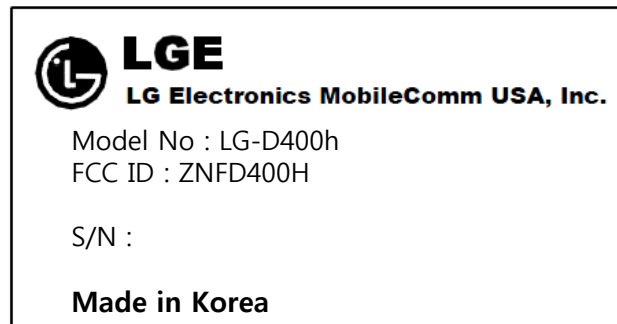 LGE
LG Electronics MobileComm USA, Inc.
Model No : LG-D400h
FCC ID : ZNFD400H
S/N :
Made in Korea